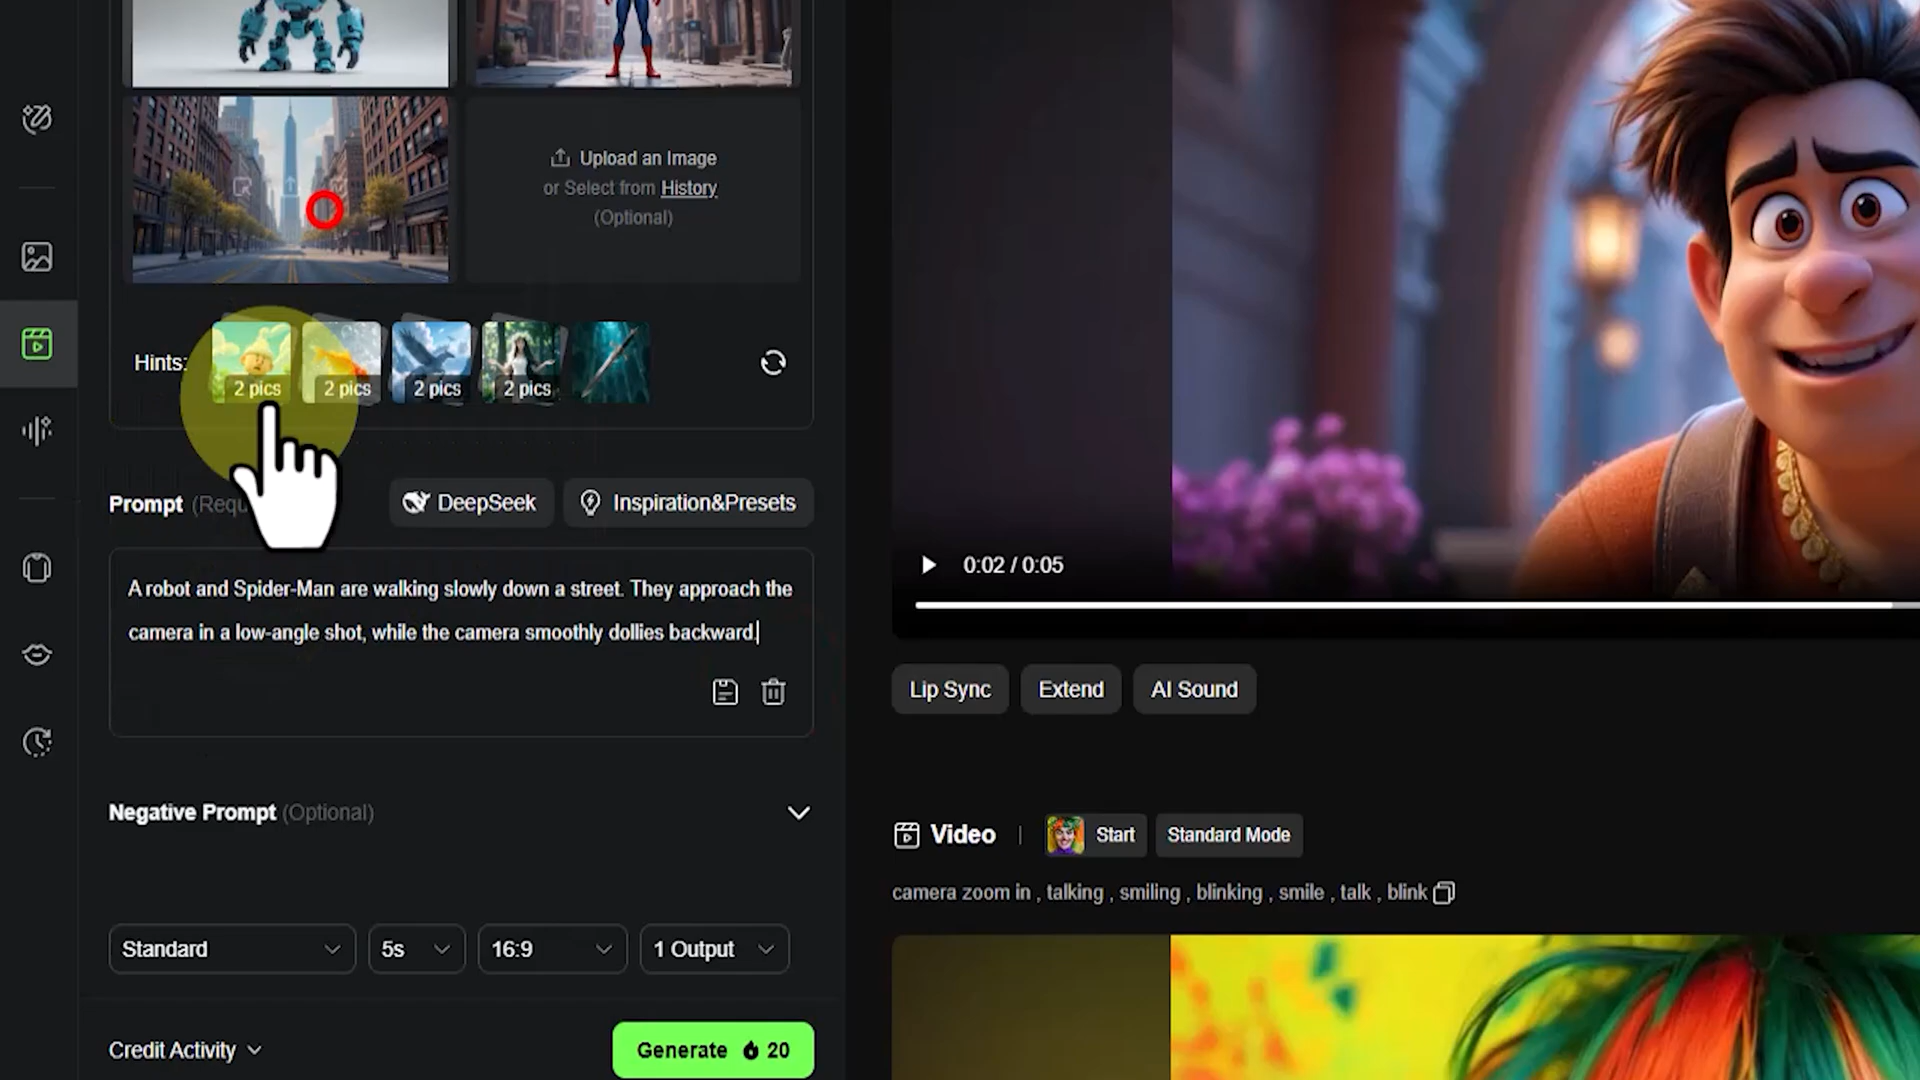 Upload an Image
or Select from History
(Optional)
Hints:
2 pics
2 pics
2 pics
2 pics
Prompt (Requ
DeepSeek
Inspiration&Presets
A robot and Spider-Man are walking slowly down a street. They approach the
camera in a low-angle shot, while the camera smoothly dollies backward.
Negative Prompt (Optional)
Standard
5s
16:9
1 Output
Credit Activity
Generate 20
0:02 / 0:05
Lip Sync
Extend
AI Sound
Video
Start
Standard Mode
camera zoom in , talking , smiling , blinking , smile , talk , blink